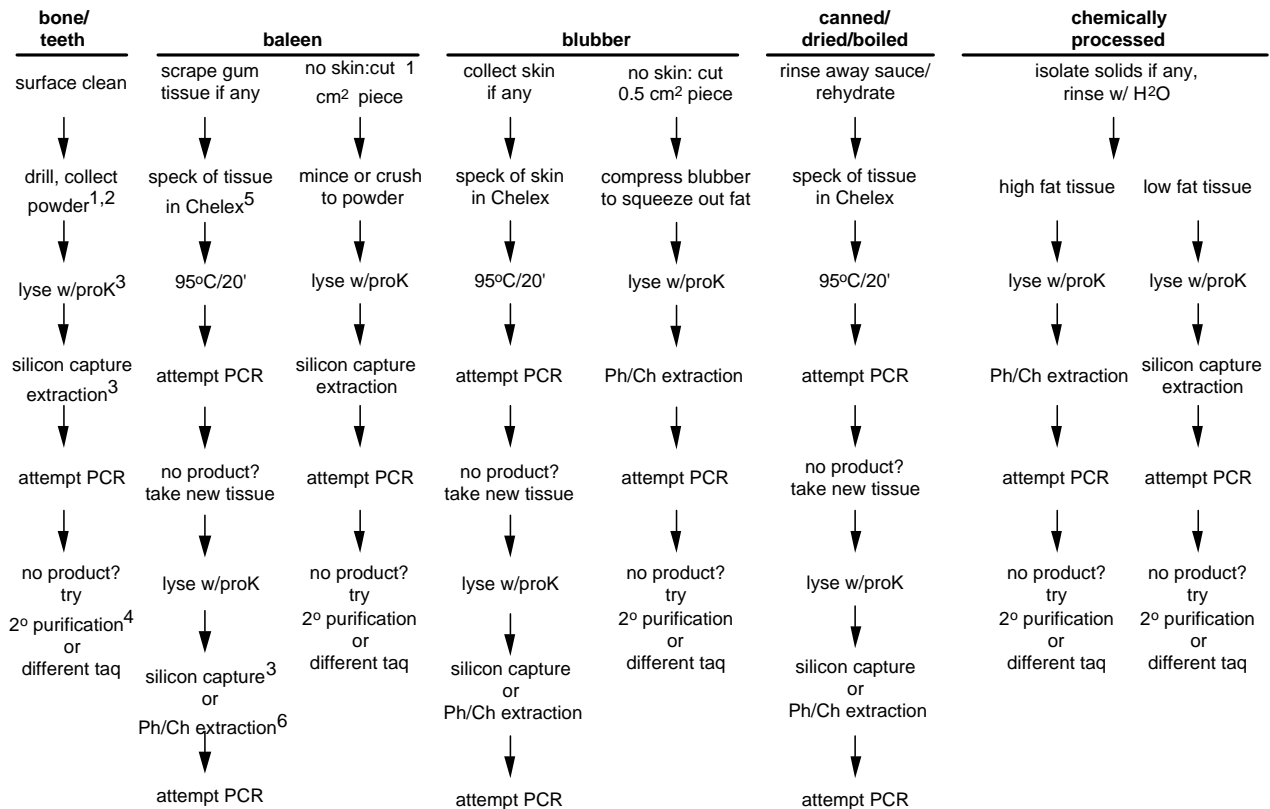 bone/
teeth
baleen
blubber
canned/
dried/boiled
chemically
processed
surface clean
drill, collect
powder1,2
lyse w/proK3
silicon capture
extraction3
attempt PCR
no product?
try
2o purification4
or
different taq
scrape gum
tissue if any
speck of tissue
in Chelex5
95oC/20'
attempt PCR
no product?
take new tissue
lyse w/proK
silicon capture3
or
Ph/Ch extraction6
attempt PCR
no skin:cut 1
cm2 piece
mince or crush
to powder
lyse w/proK
silicon capture
extraction
attempt PCR
no product?
try
2o purification
or
different taq
collect skin
if any
speck of skin
in Chelex
95oC/20'
attempt PCR
no product?
take new tissue
lyse w/proK
silicon capture
or
Ph/Ch extraction
attempt PCR
no skin: cut
0.5 cm2 piece
compress blubber
to squeeze out fat
lyse w/proK
Ph/Ch extraction
attempt PCR
no product?
try
2o purification
or
different taq
rinse away sauce/
rehydrate
speck of tissue
in Chelex
95oC/20'
attempt PCR
no product?
take new tissue
lyse w/proK
silicon capture
or
Ph/Ch extraction
attempt PCR
isolate solids if any,
rinse w/ H2O
high fat tissue
lyse w/proK
Ph/Ch extraction
attempt PCR
no product?
try
2o purification
or
different taq
low fat tissue
lyse w/proK
silicon capture
extraction
attempt PCR
no product?
try
2o purification
or
different taq